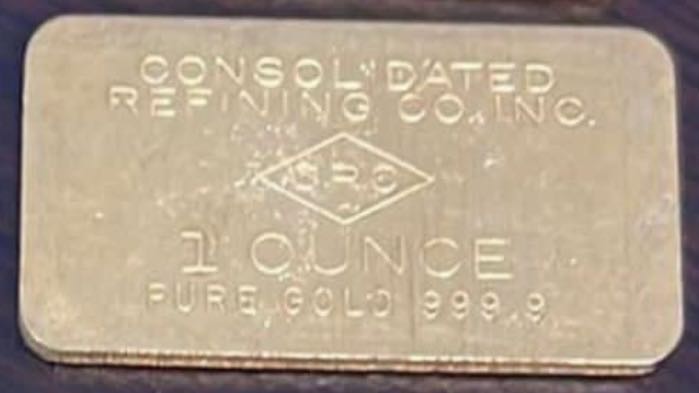 CONSOLIDATED
REFINING CO. INC.
CRC
1 OUNCE
PURE GOLD 999.9